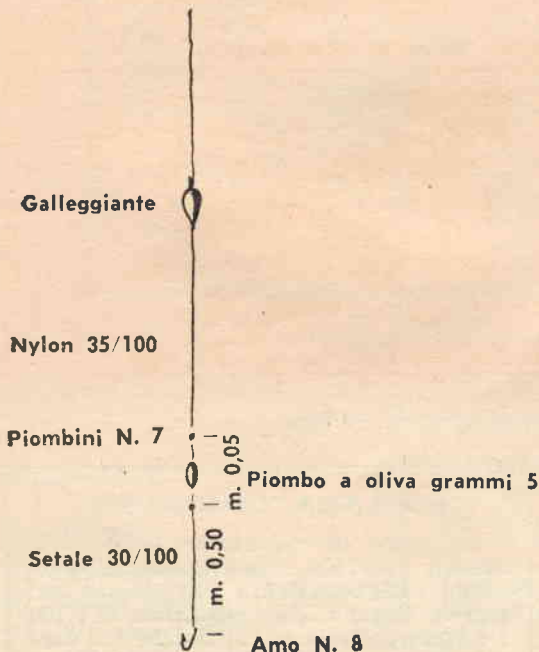 Galleggiante
Nylon 35/100
Piombini N. 7
m. 0,05
Piombo a oliva grammi 5
Setale 30/100
m. 0,50
Amo N. 8